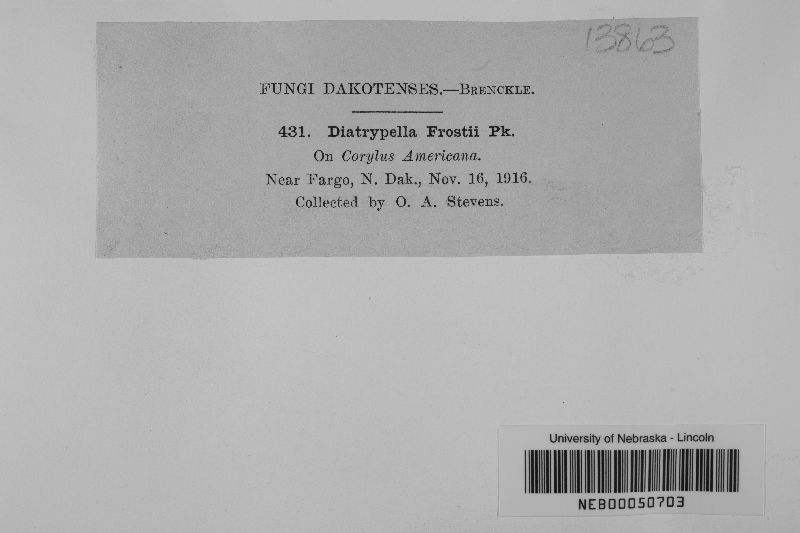 13863
FUNGI DAKOTENSES.—BRENCKLE.
431. Diatrypella Frostii Pk.
On Corylus Americana.
Near Fargo, N. Dak., Nov. 16, 1916.
Collected by O. A. Stevens.
University of Nebraska - Lincoln
NEB00050703